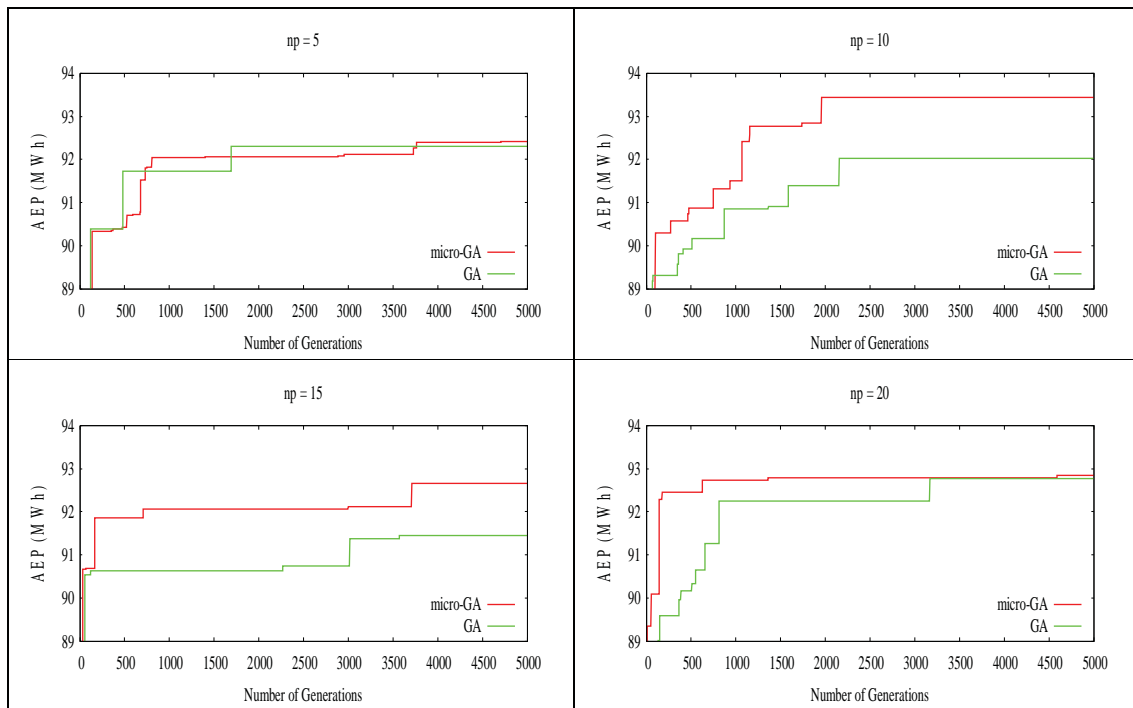 np = 5
94
93
92
91
90
89
A E P ( M W h )
micro-GA
GA
0 500 1000 1500 2000 2500 3000 3500 4000 4500 5000
Number of Generations
np = 10
94
93
92
91
90
89
A E P ( M W h )
micro-GA
GA
0 500 1000 1500 2000 2500 3000 3500 4000 4500 5000
Number of Generations
np = 15
94
93
92
91
90
89
A E P ( M W h )
micro-GA
GA
0 500 1000 1500 2000 2500 3000 3500 4000 4500 5000
Number of Generations
np = 20
94
93
92
91
90
89
A E P ( M W h )
micro-GA
GA
0 500 1000 1500 2000 2500 3000 3500 4000 4500 5000
Number of Generations